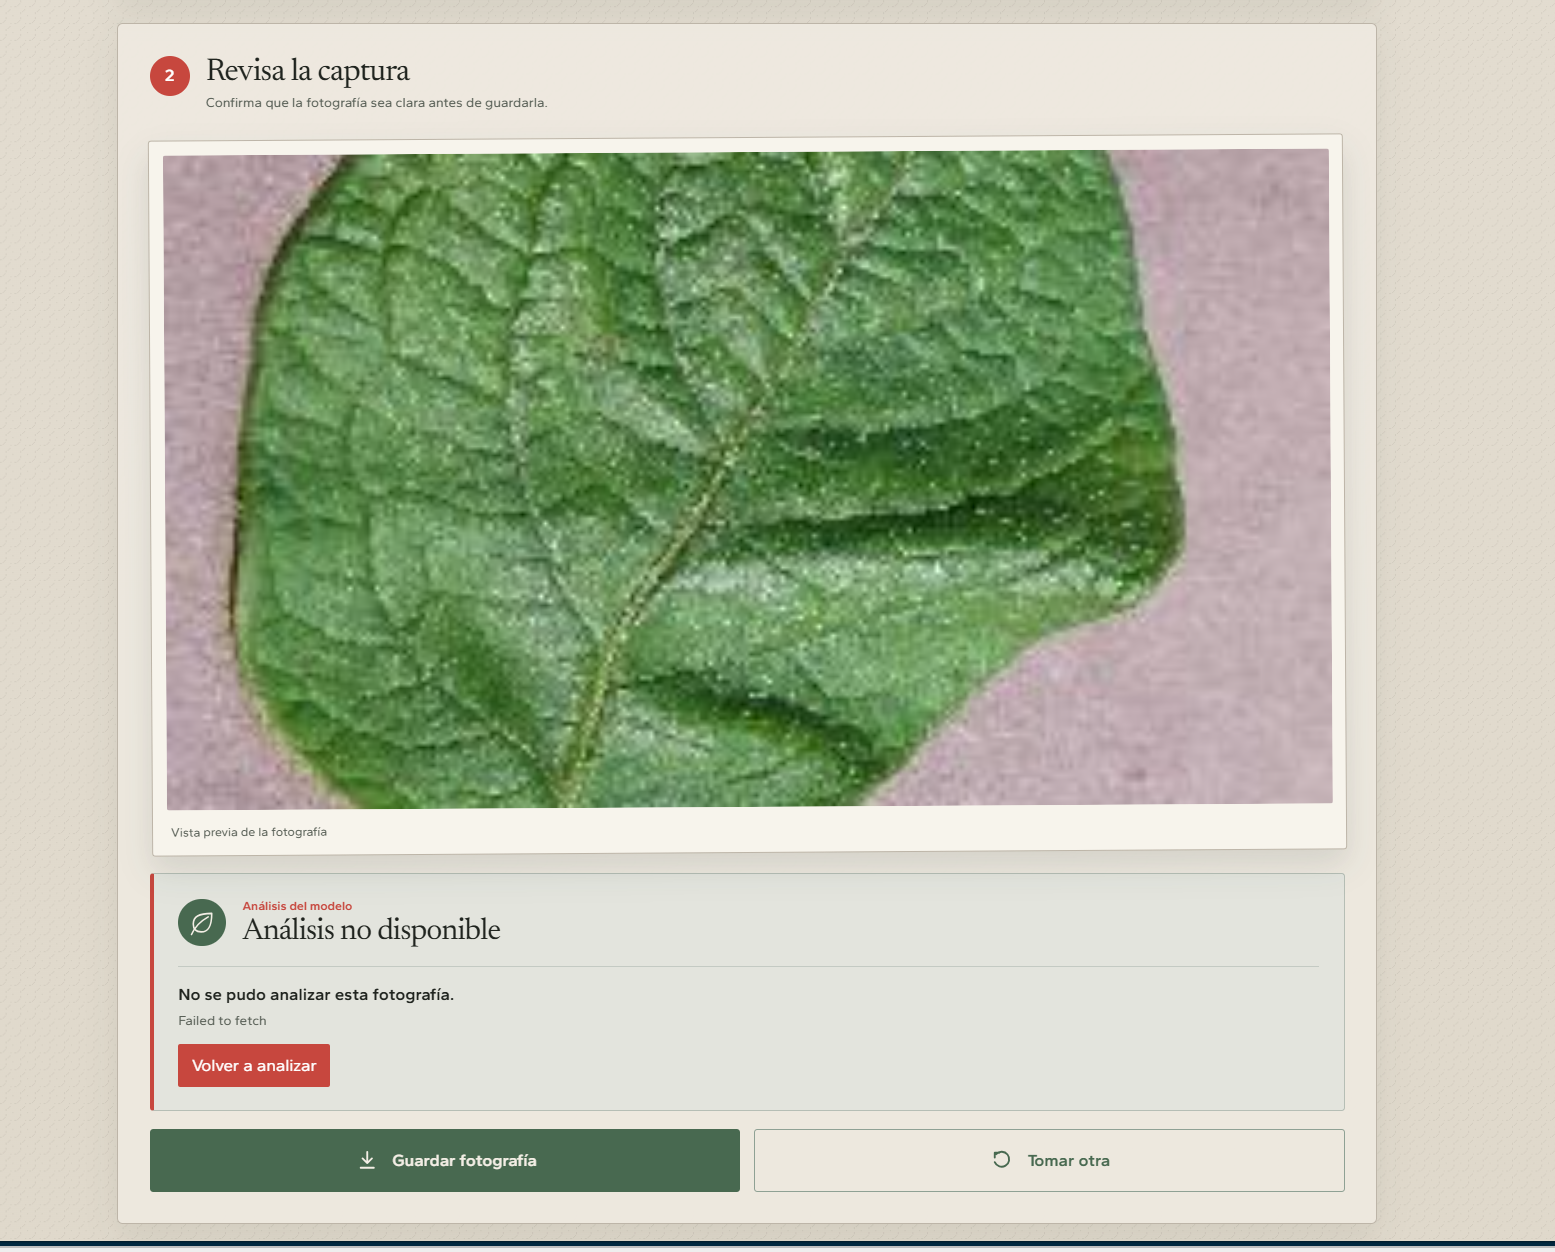 2
Revisa la captura
Confirma que la fotografía sea clara antes de guardarla.
Vista previa de la fotografía
Análisis del modelo
Análisis no disponible
No se pudo analizar esta fotografía.
Failed to fetch
Volver a analizar
Guardar fotografía
Tomar otra